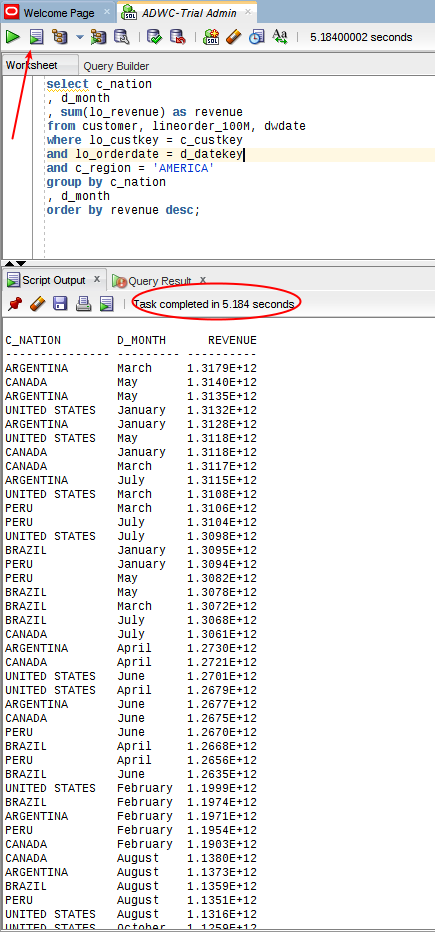 Welcome Page × ADWC-Trial Admin ×
SQL 5.18400002 seconds
Worksheet Query Builder
select c_nation
, d_month
, sum(lo_revenue) as revenue
from customer, lineorder_100M, dwdate
where lo_custkey = c_custkey
and lo_orderdate = d_datekey
and c_region = 'AMERICA'
group by c_nation
, d_month
order by revenue desc;
Script Output × Query Result ×
Task completed in 5.184 seconds
C_NATION D_MONTH REVENUE
---------------- --------- ----------
ARGENTINA March 1.3179E+12
CANADA May 1.3140E+12
ARGENTINA May 1.3135E+12
UNITED STATES January 1.3132E+12
ARGENTINA January 1.3128E+12
UNITED STATES May 1.3118E+12
CANADA January 1.3118E+12
CANADA March 1.3117E+12
ARGENTINA July 1.3115E+12
UNITED STATES March 1.3108E+12
PERU March 1.3106E+12
PERU July 1.3104E+12
UNITED STATES July 1.3098E+12
BRAZIL January 1.3095E+12
PERU January 1.3094E+12
PERU May 1.3082E+12
BRAZIL May 1.3078E+12
BRAZIL March 1.3072E+12
BRAZIL July 1.3068E+12
CANADA July 1.3061E+12
ARGENTINA April 1.2730E+12
CANADA April 1.2721E+12
UNITED STATES June 1.2701E+12
UNITED STATES April 1.2679E+12
ARGENTINA June 1.2677E+12
CANADA June 1.2675E+12
PERU June 1.2670E+12
BRAZIL April 1.2668E+12
PERU April 1.2656E+12
BRAZIL June 1.2635E+12
UNITED STATES February 1.1999E+12
BRAZIL February 1.1974E+12
ARGENTINA February 1.1971E+12
PERU February 1.1954E+12
CANADA February 1.1903E+12
CANADA August 1.1380E+12
ARGENTINA August 1.1373E+12
BRAZIL August 1.1359E+12
PERU August 1.1351E+12
UNITED STATES August 1.1316E+12
UNITED STATES October 1.1259E+12